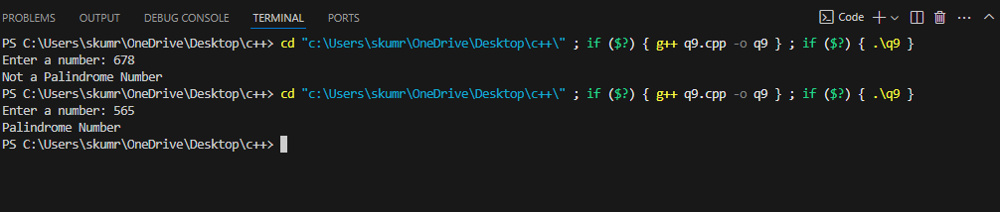 PROBLEMS OUTPUT DEBUG CONSOLE TERMINAL PORTS Code
PS C:\Users\skumr\OneDrive\Desktop\c++> cd "c:\Users\skumr\OneDrive\Desktop\c++\" ; if ($?) { g++ q9.cpp -o q9 } ; if ($?) { .\q9 }
Enter a number: 678
Not a Palindrome Number
PS C:\Users\skumr\OneDrive\Desktop\c++> cd "c:\Users\skumr\OneDrive\Desktop\c++\" ; if ($?) { g++ q9.cpp -o q9 } ; if ($?) { .\q9 }
Enter a number: 565
Palindrome Number
PS C:\Users\skumr\OneDrive\Desktop\c++>